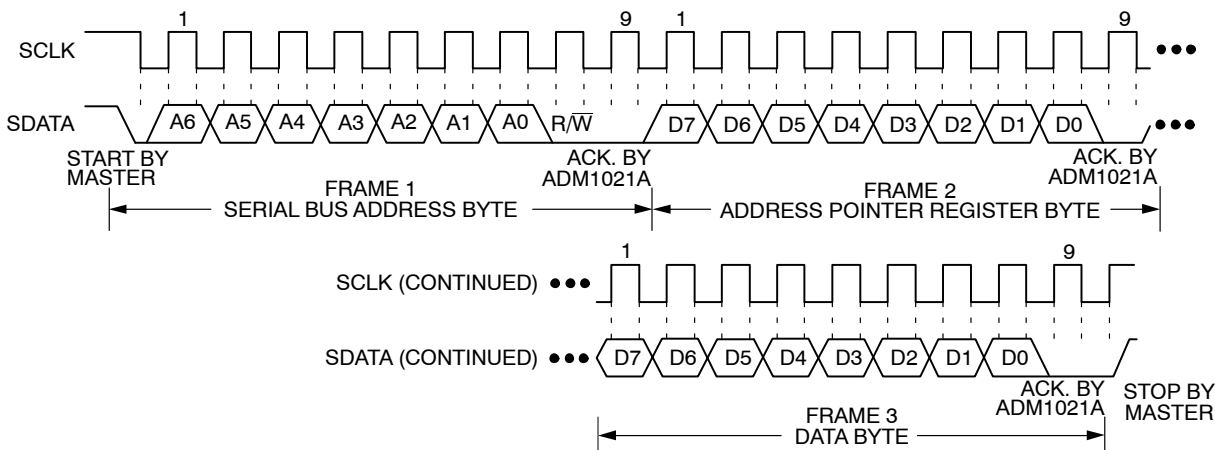 1 9 1 9
SCLK
SDATA A6 A5 A4 A3 A2 A1 A0 R/W̅ D7 D6 D5 D4 D3 D2 D1 D0
START BY
MASTER
ACK. BY
ADM1021A
ACK. BY
ADM1021A
FRAME 1
SERIAL BUS ADDRESS BYTE
FRAME 2
ADDRESS POINTER REGISTER BYTE
1 9
SCLK (CONTINUED)
SDATA (CONTINUED) D7 D6 D5 D4 D3 D2 D1 D0
ACK. BY
ADM1021A
STOP BY
MASTER
FRAME 3
DATA BYTE